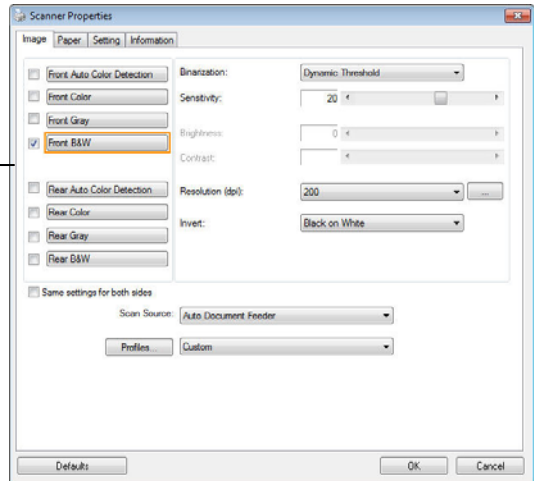 Scanner Properties
Image Paper Setting Information
Front Auto Color Detection
Front Color
Front Gray
Front B&W
Rear Auto Color Detection
Rear Color
Rear Gray
Rear B&W
Binarization: Dynamic Threshold
Sensitivity: 20
Brightness: 0
Contrast:
Resolution (dpi): 200 ...
Invert: Black on White
Same settings for both sides
Scan Source: Auto Document Feeder
Profiles... Custom
Defaults OK Cancel